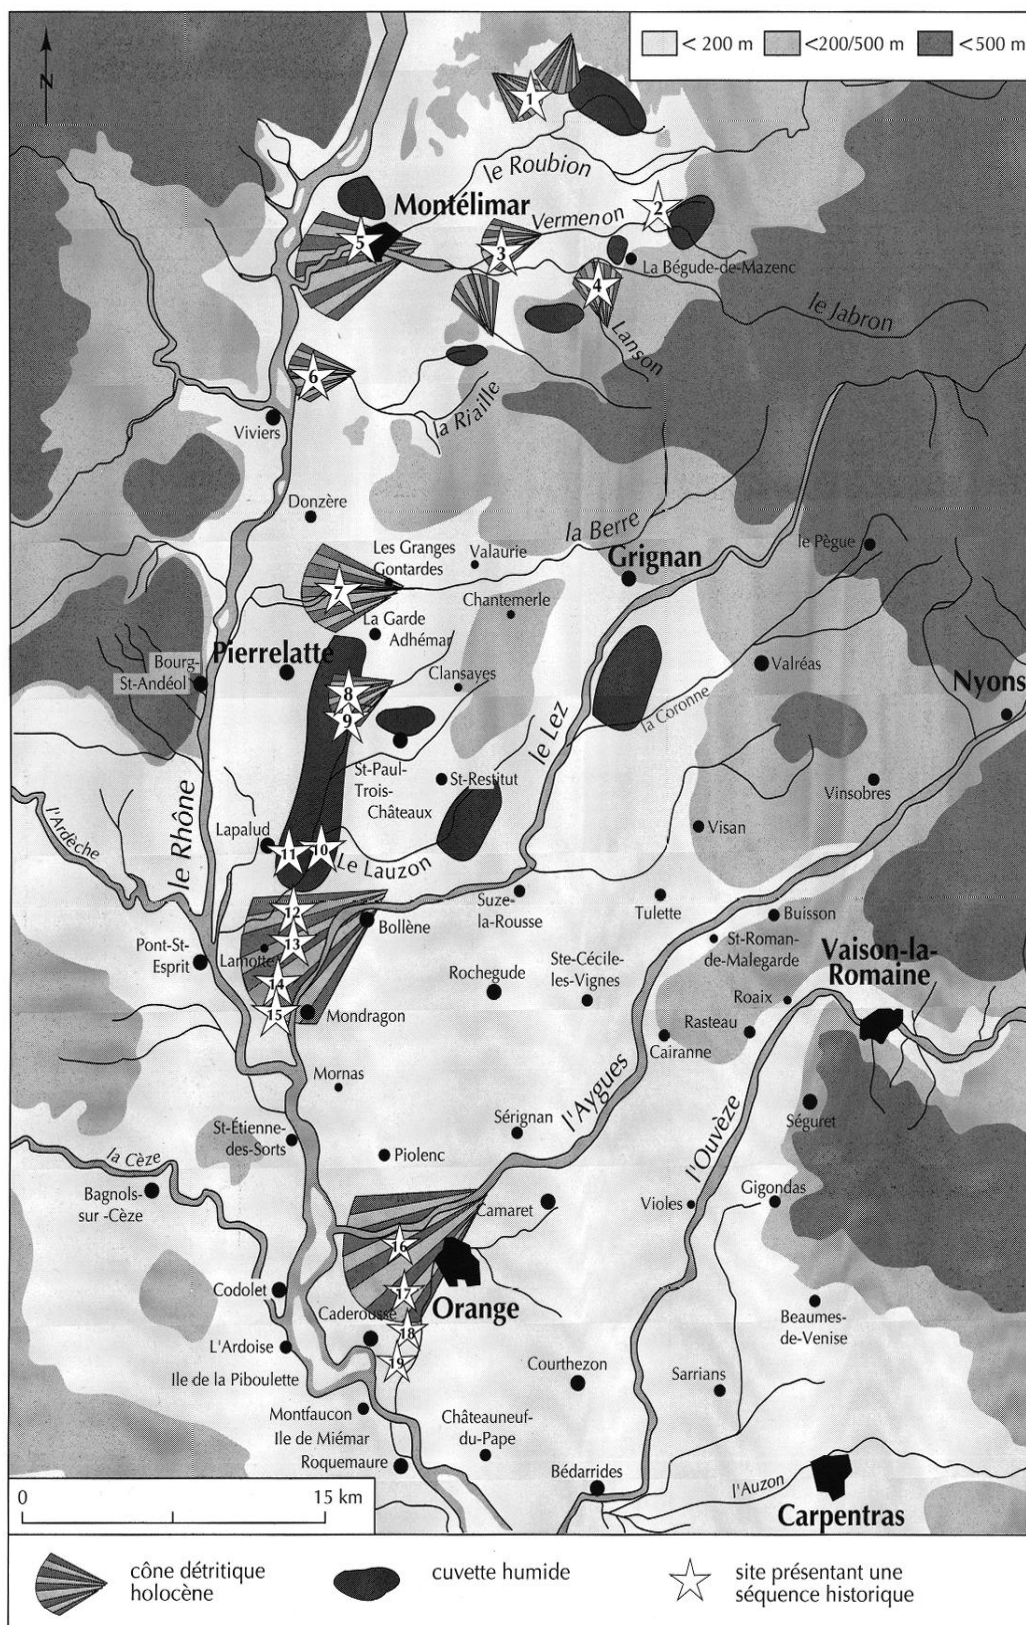 N
< 200 m
<200/500 m
<500 m
1
le Roubion
Montélimar
Vermenon
2
5
3
La Bégude-de-Mazenc
4
le Jabron
Lanson
6
la Riaille
Viviers
Donzère
la Berre
Les Granges
Gontardes
Valaurie
Grignan
le Pègue
7
Chantemerle
La Garde
Adhémar
Pierrelatte
Bourg-
St-Andéol
Clansayes
8
9
Valréas
Nyons
la Coronne
le Lez
St-Paul-
Trois-
Châteaux
St-Restitut
Vinsobres
le Rhône
l'Ardèche
Lapalud
11
10
Le Lauzon
Visan
12
Bollène
Suze-
la-Rousse
Tulette
Buisson
13
Lamotte
Pont-St-
Esprit
St-Roman-
de-Malegarde
Vaison-la-
Romaine
14
15
Mondragon
Rochegude
Ste-Cécile-
les-Vignes
Roaix
Rasteau
Cairanne
Mornas
l'Aygues
Séguret
St-Étienne-
des-Sorts
Sérignan
l'Ouvèze
la Cèze
Piolenc
Bagnols-
sur -Cèze
Camaret
Violes
Gigondas
16
Codolet
17
Orange
Caderousse
18
19
L'Ardoise
Ile de la Piboulette
Beaumes-
de-Venise
Courthezon
Sarrians
Montfaucon
Ile de Miémar
Roquemaure
Châteauneuf-
du-Pape
Bédarrides
l'Auzon
Carpentras
0
15 km
cône détritique
holocène
cuvette humide
site présentant une
séquence historique